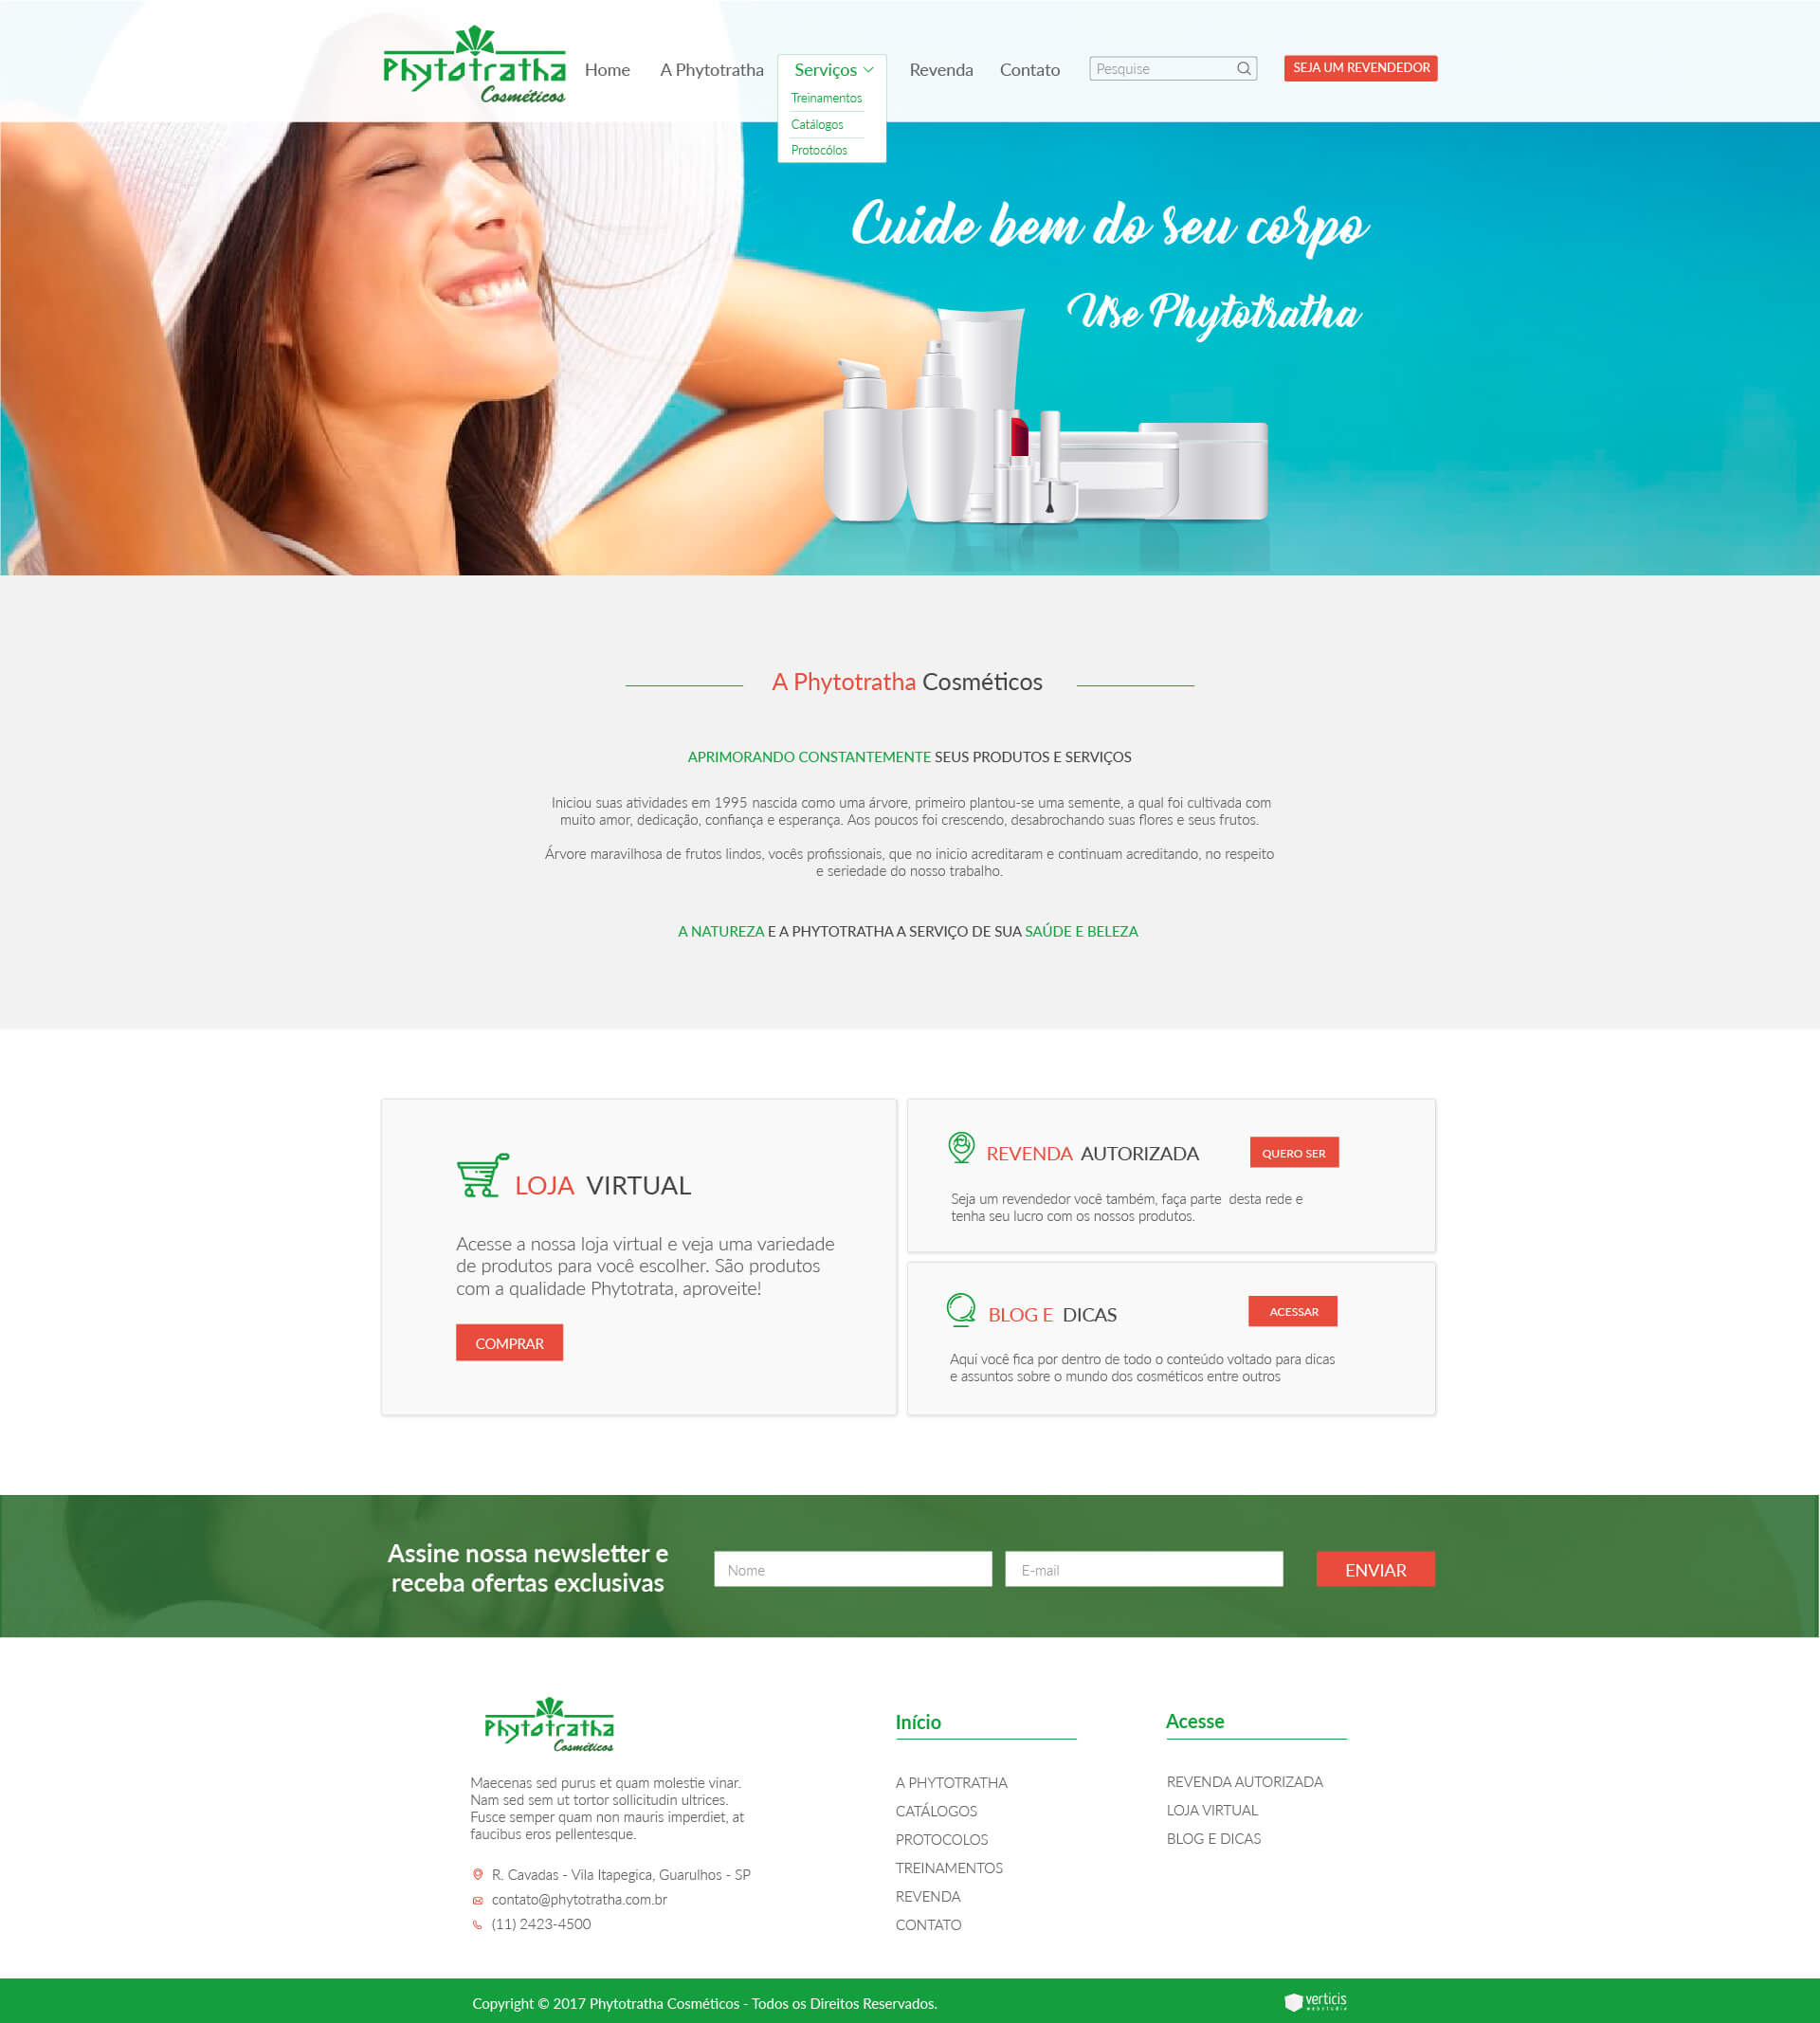 Phytotratha
Cosméticos
Home A Phytotratha Serviços Revenda Contato Pesquise SEJA UM REVENDEDOR
Treinamentos
Catálogos
Protocólos
Cuide bem do seu corpo
Use Phytotratha
A Phytotratha Cosméticos
APRIMORANDO CONSTANTEMENTE SEUS PRODUTOS E SERVIÇOS
Iniciou suas atividades em 1995 nascida como uma árvore, primeiro plantou-se uma semente, a qual foi cultivada com
muito amor, dedicação, confiança e esperança. Aos poucos foi crescendo, desabrochando suas flores e seus frutos.
Árvore maravilhosa de frutos lindos, vocês profissionais, que no inicio acreditaram e continuam acreditando, no respeito
e seriedade do nosso trabalho.
A NATUREZA E A PHYTOTRATHA A SERVIÇO DE SUA SAÚDE E BELEZA
LOJA VIRTUAL
Acesse a nossa loja virtual e veja uma variedade
de produtos para você escolher. São produtos
com a qualidade Phytotrata, aproveite!
COMPRAR
REVENDA AUTORIZADA
QUERO SER
Seja um revendedor você também, faça parte desta rede e
tenha seu lucro com os nossos produtos.
BLOG E DICAS
ACESSAR
Aqui você fica por dentro de todo o conteúdo voltado para dicas
e assuntos sobre o mundo dos cosméticos entre outros
Assine nossa newsletter e
receba ofertas exclusivas
Nome
E-mail
ENVIAR
Phytotratha
Cosméticos
Maecenas sed purus et quam molestie vinar.
Nam sed sem ut tortor sollicitudin ultrices.
Fusce semper quam non mauris imperdiet, at
faucibus eros pellentesque.
R. Cavadas - Vila Itapegica, Guarulhos - SP
contato@phytotratha.com.br
(11) 2423-4500
Início
A PHYTOTRATHA
CATÁLOGOS
PROTOCOLOS
TREINAMENTOS
REVENDA
CONTATO
Acesse
REVENDA AUTORIZADA
LOJA VIRTUAL
BLOG E DICAS
Copyright © 2017 Phytotratha Cosméticos - Todos os Direitos Reservados.
verticis
webstudio